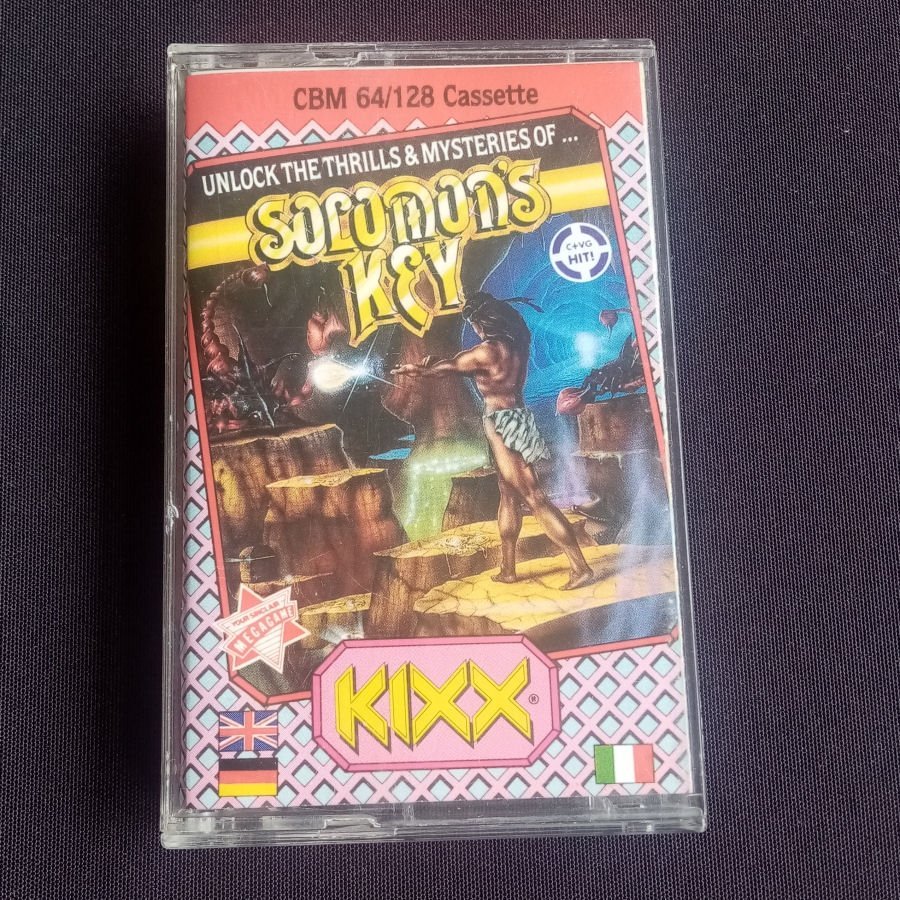 CBM 64/128 Cassette
UNLOCK THE THRILLS & MYSTERIES OF ...
SOLOMON'S
KEY
C+VG
HIT!
YOUR SINCLAIR
MEGAGAME
KIXX®